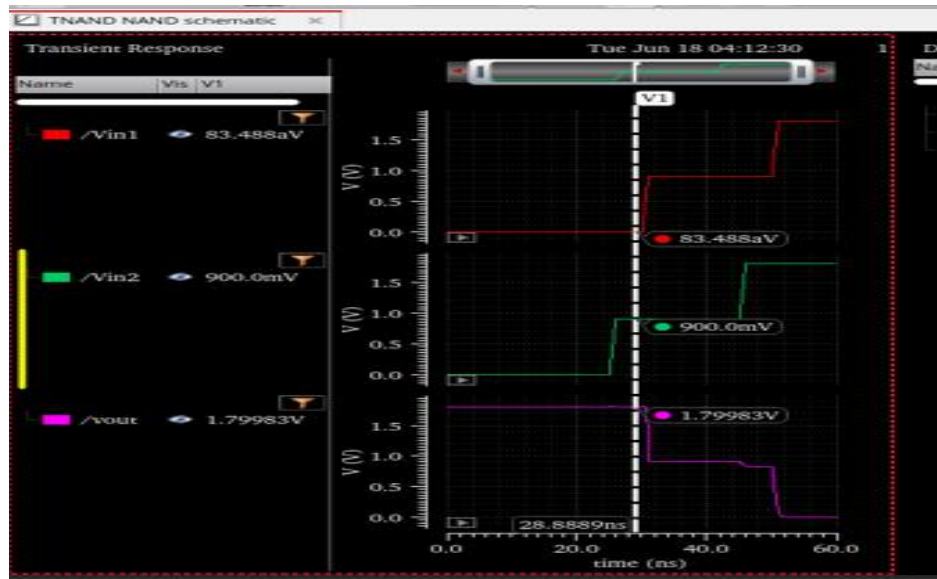 TNAND NAND schematic ×
Transient Response Tue Jun 18 04:12:30 1
Name Vis V1
V1
/Vin1 83.488aV
V (V)
1.5
1.0
0.5
0.0
83.488aV
/Vin2 900.0mV
V (V)
1.5
1.0
0.5
0.0
900.0mV
/vout 1.79983V
V (V)
1.5
1.0
0.5
0.0
1.79983V
28.8889ns
0.0 20.0 40.0 60.0
time (ns)
D
Na